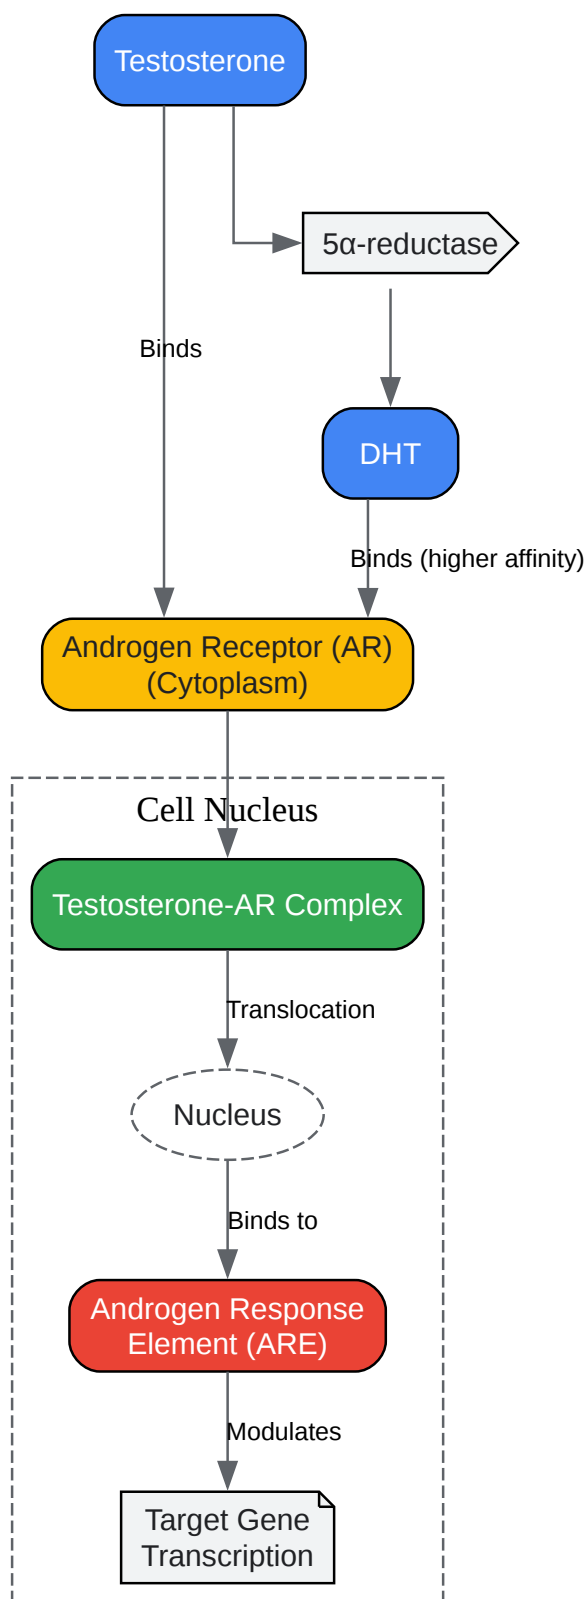 Testosterone
5α-reductase
Binds
DHT
Binds (higher affinity)
Androgen Receptor (AR)
(Cytoplasm)
Cell Nucleus
Testosterone-AR Complex
Translocation
Nucleus
Binds to
Androgen Response
Element (ARE)
Modulates
Target Gene
Transcription